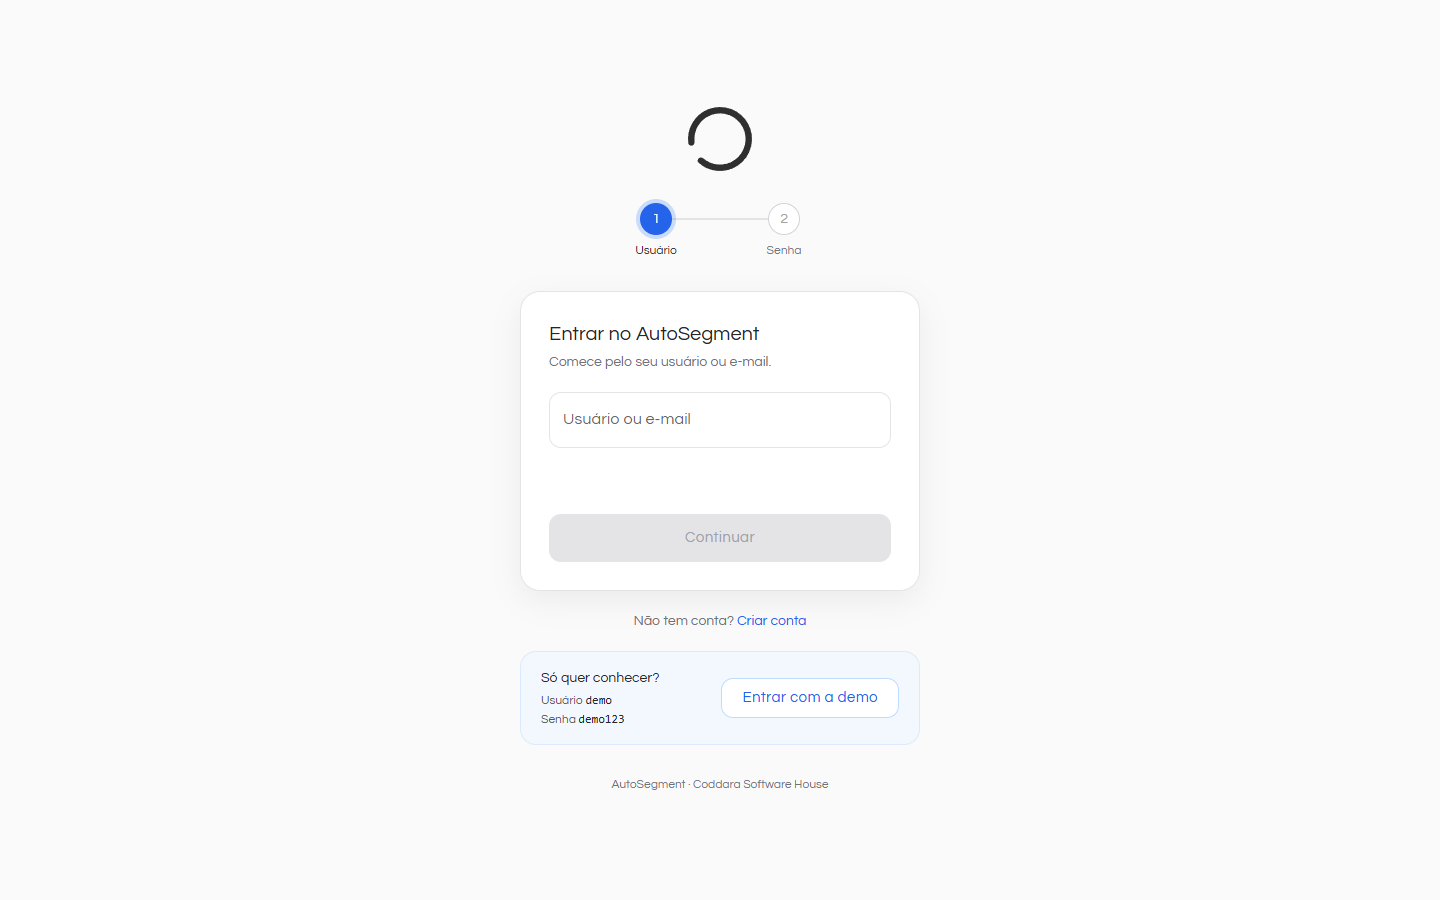 1
2
Usuário
Senha
Entrar no AutoSegment
Comece pelo seu usuário ou e-mail.
Usuário ou e-mail
Continuar
Não tem conta? Criar conta
Só quer conhecer?
Usuário demo
Senha demo123
Entrar com a demo
AutoSegment · Coddara Software House